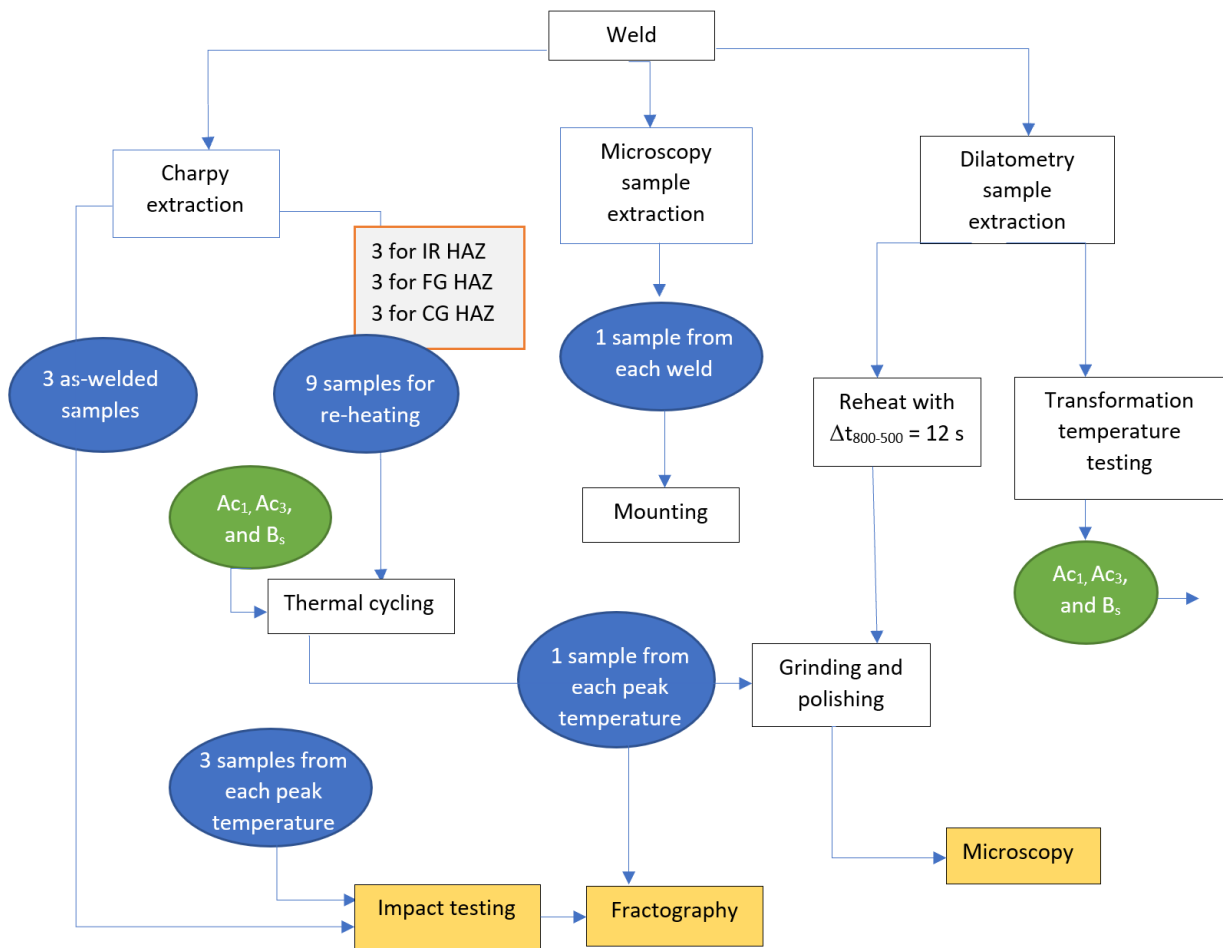 Weld
Charpy
extraction
Microscopy
sample
extraction
Dilatometry
sample
extraction
3 for IR HAZ
3 for FG HAZ
3 for CG HAZ
3 as-welded
samples
9 samples for
re-heating
1 sample from
each weld
Reheat with
Δt₈₀₀₋₅₀₀ = 12 s
Transformation
temperature
testing
Ac₁, Ac₃,
and Bₛ
Mounting
Thermal cycling
Ac₁, Ac₃,
and Bₛ
1 sample from
each peak
temperature
Grinding and
polishing
3 samples from
each peak
temperature
Microscopy
Impact testing
Fractography